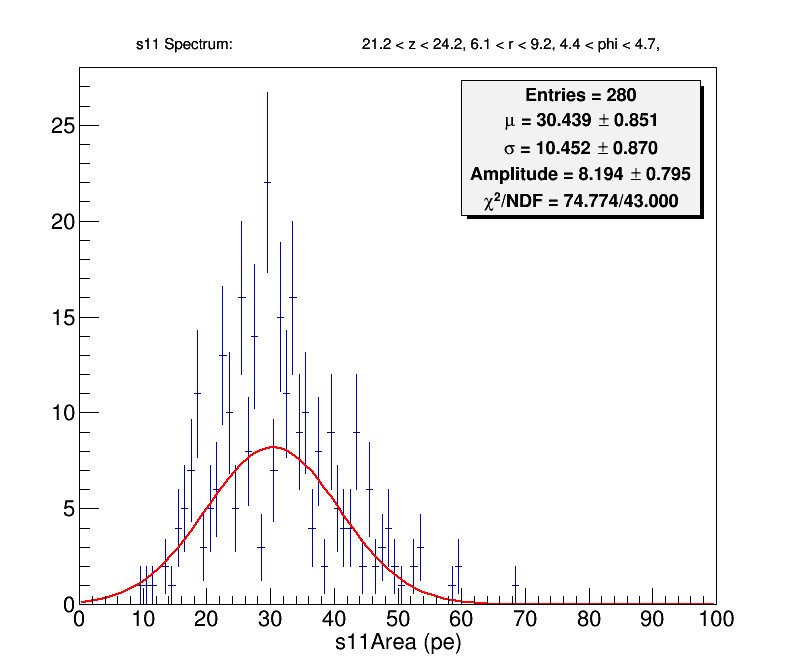 s11 Spectrum: 21.2 < z < 24.2, 6.1 < r < 9.2, 4.4 < phi < 4.7,
Entries = 280
μ = 30.439 ± 0.851
σ = 10.452 ± 0.870
Amplitude = 8.194 ± 0.795
χ²/NDF = 74.774/43.000
25
20
15
10
5
0
0 10 20 30 40 50 60 70 80 90 100
s11Area (pe)